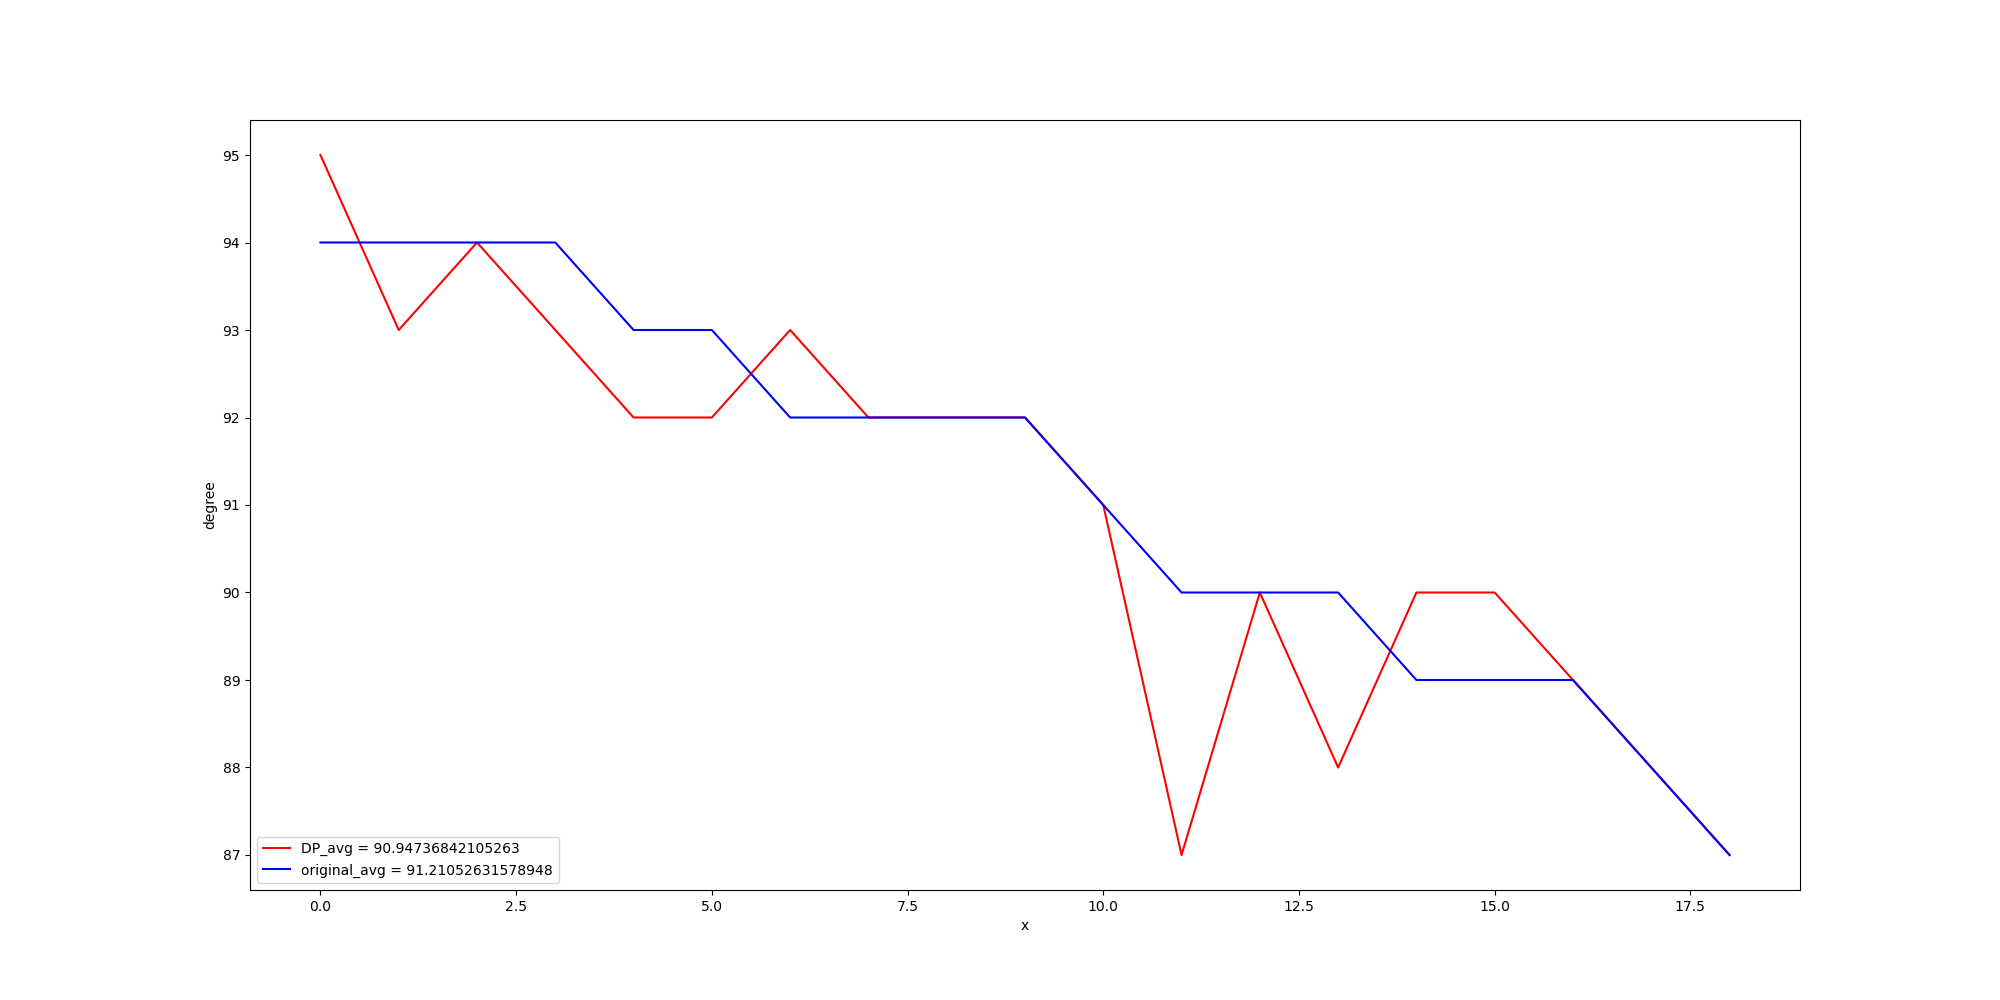 95
94
93
92
91
90
89
88
87
degree
DP_avg = 90.94736842105263
original_avg = 91.21052631578948
0.0 2.5 5.0 7.5 10.0 12.5 15.0 17.5
x